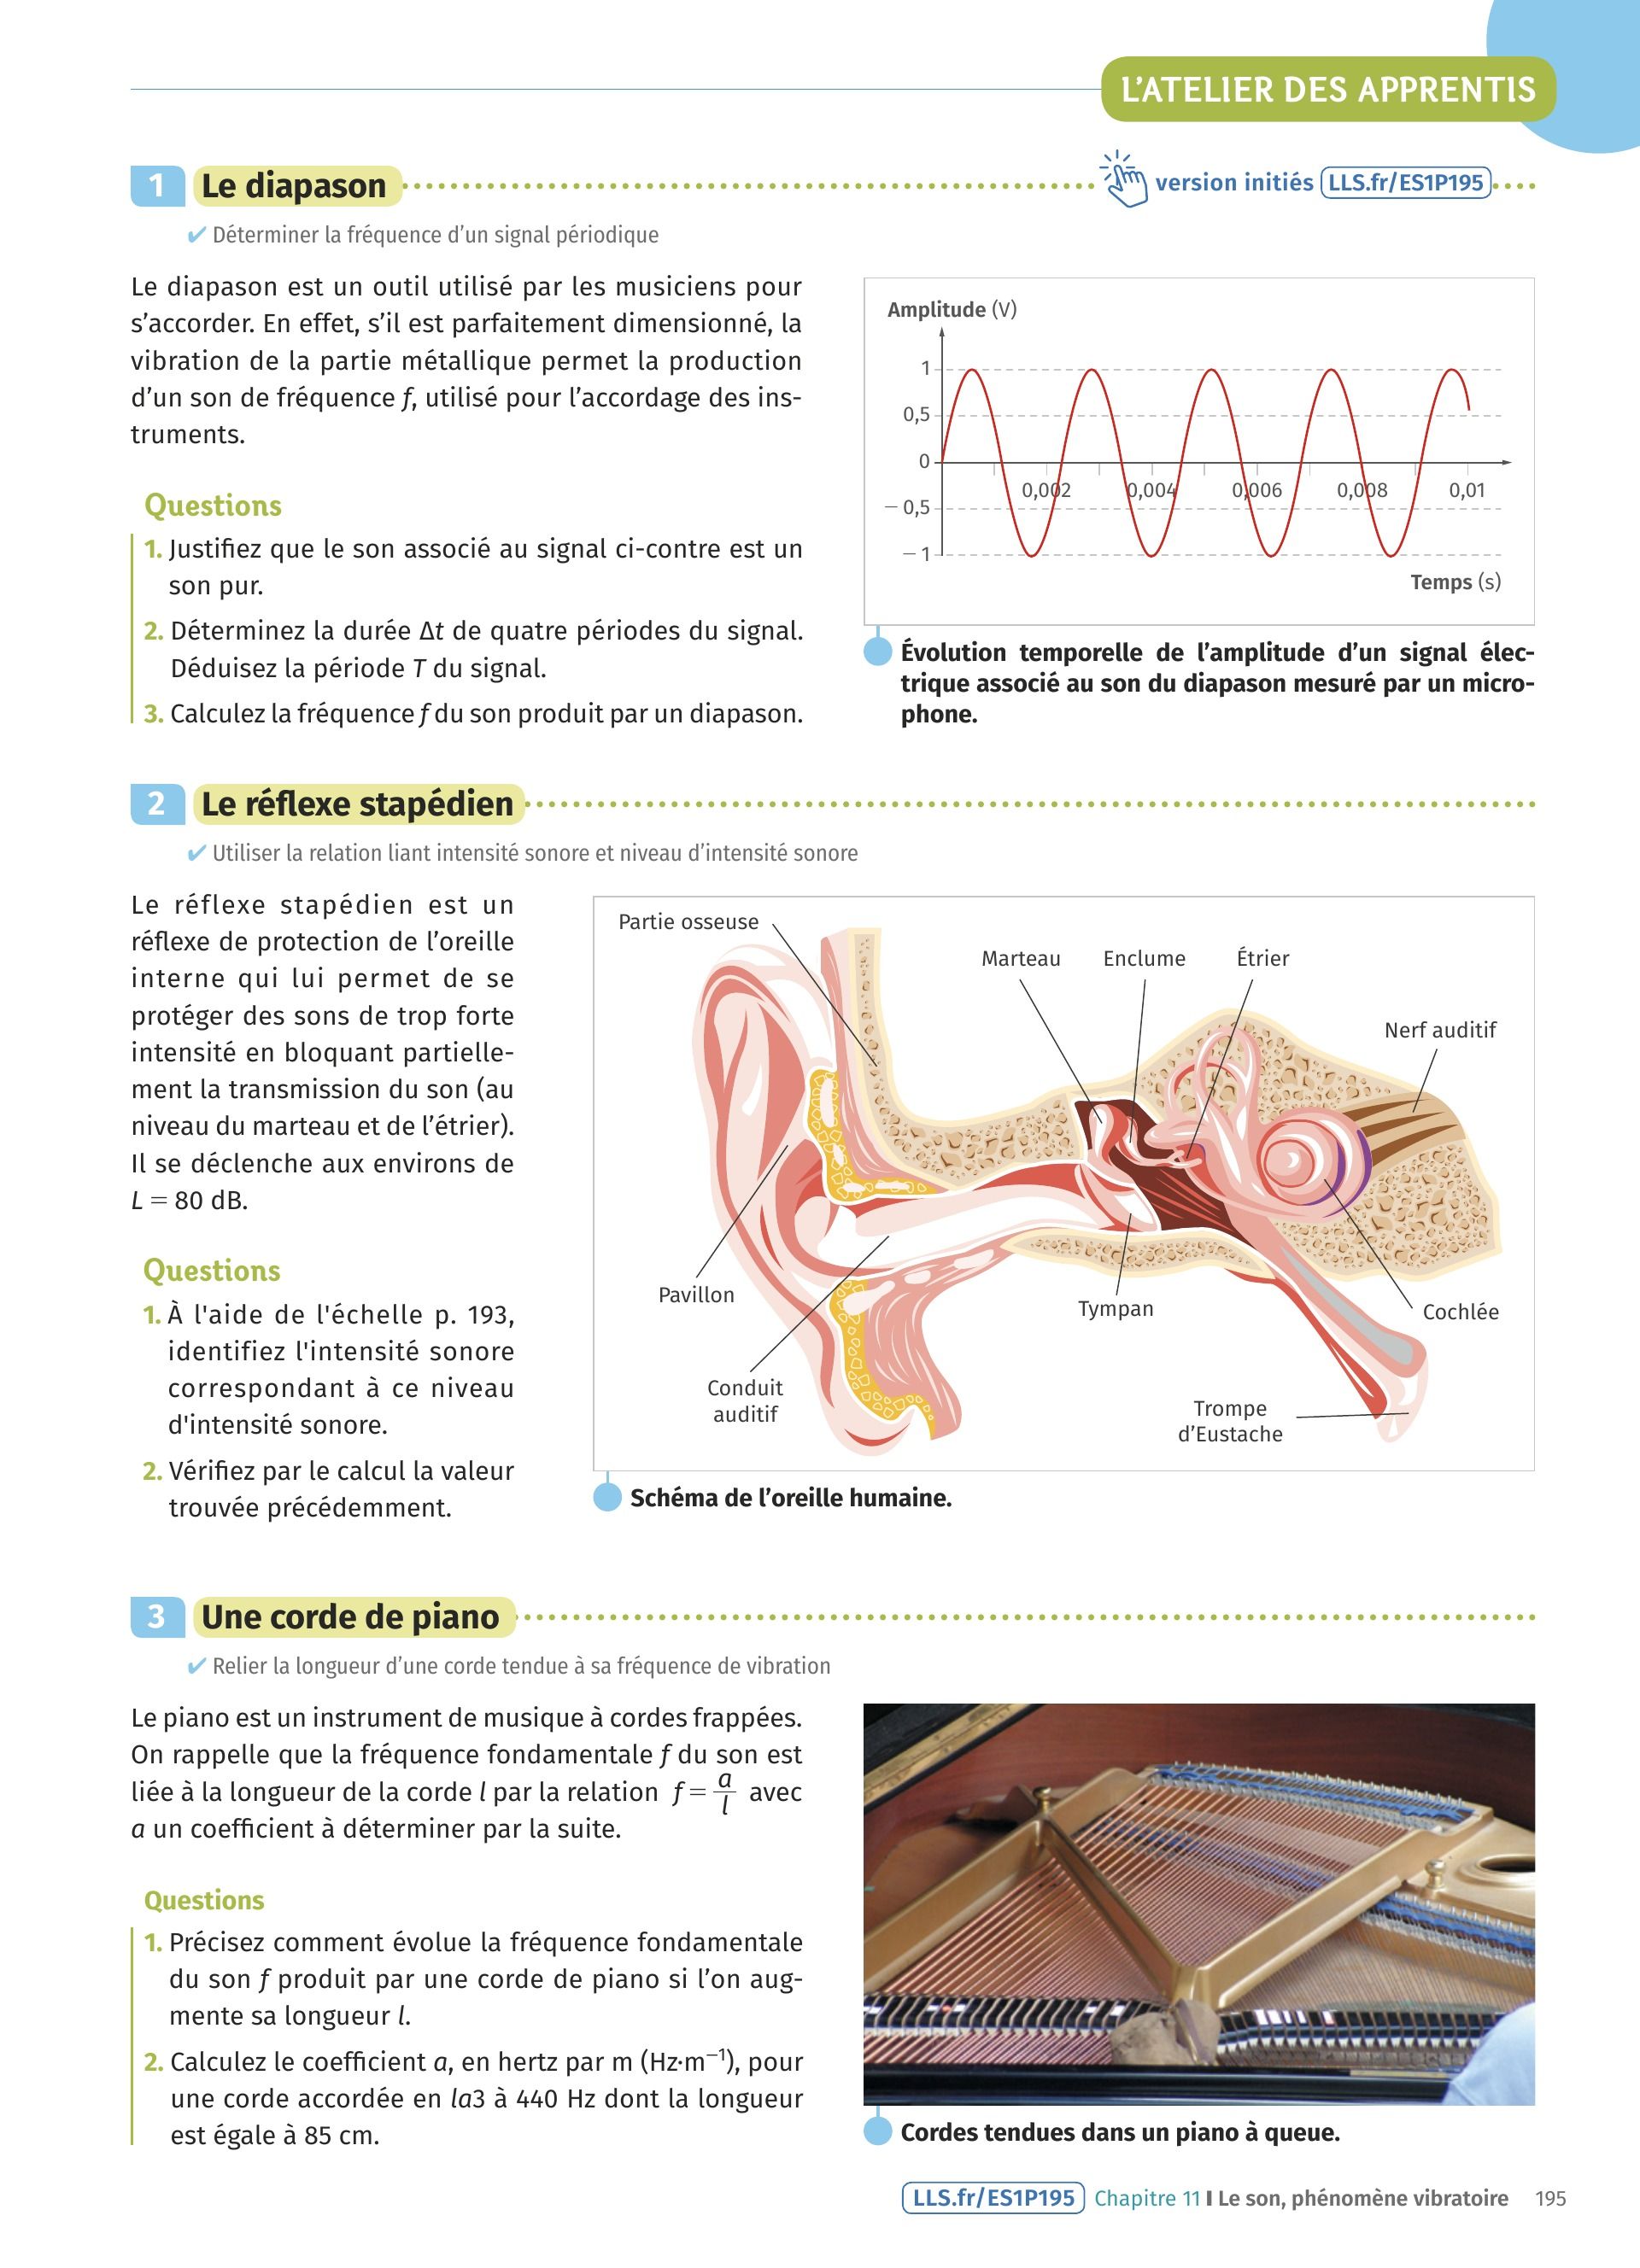 L’ATELIER DES APPRENTIS
1 Le diapason
version initiés LLS.fr/ES1P195
✔ Déterminer la fréquence d’un signal périodique
Le diapason est un outil utilisé par les musiciens pour
s’accorder. En effet, s’il est parfaitement dimensionné, la
vibration de la partie métallique permet la production
d’un son de fréquence f, utilisé pour l’accordage des ins-
truments.
Questions
1. Justifiez que le son associé au signal ci-contre est un
son pur.
2. Déterminez la durée Δt de quatre périodes du signal.
Déduisez la période T du signal.
3. Calculez la fréquence f du son produit par un diapason.
Amplitude (V)
1
0,5
0
0,002 0,004 0,006 0,008 0,01
– 0,5
– 1
Temps (s)
Évolution temporelle de l’amplitude d’un signal élec-
trique associé au son du diapason mesuré par un micro-
phone.
2 Le réflexe stapédien
✔ Utiliser la relation liant intensité sonore et niveau d’intensité sonore
Le réflexe stapédien est un
réflexe de protection de l’oreille
interne qui lui permet de se
protéger des sons de trop forte
intensité en bloquant partielle-
ment la transmission du son (au
niveau du marteau et de l’étrier).
Il se déclenche aux environs de
L = 80 dB.
Questions
1. À l'aide de l'échelle p. 193,
identifiez l'intensité sonore
correspondant à ce niveau
d'intensité sonore.
2. Vérifiez par le calcul la valeur
trouvée précédemment.
Partie osseuse
Marteau Enclume Étrier
Nerf auditif
Pavillon
Tympan
Cochlée
Conduit
auditif
Trompe
d’Eustache
Schéma de l’oreille humaine.
3 Une corde de piano
✔ Relier la longueur d’une corde tendue à sa fréquence de vibration
Le piano est un instrument de musique à cordes frappées.
On rappelle que la fréquence fondamentale f du son est
liée à la longueur de la corde l par la relation f = a/l avec
a un coefficient à déterminer par la suite.
Questions
1. Précisez comment évolue la fréquence fondamentale
du son f produit par une corde de piano si l’on aug-
mente sa longueur l.
2. Calculez le coefficient a, en hertz par m (Hz·m⁻¹), pour
une corde accordée en la3 à 440 Hz dont la longueur
est égale à 85 cm.
Cordes tendues dans un piano à queue.
LLS.fr/ES1P195 Chapitre 11 I Le son, phénomène vibratoire 195